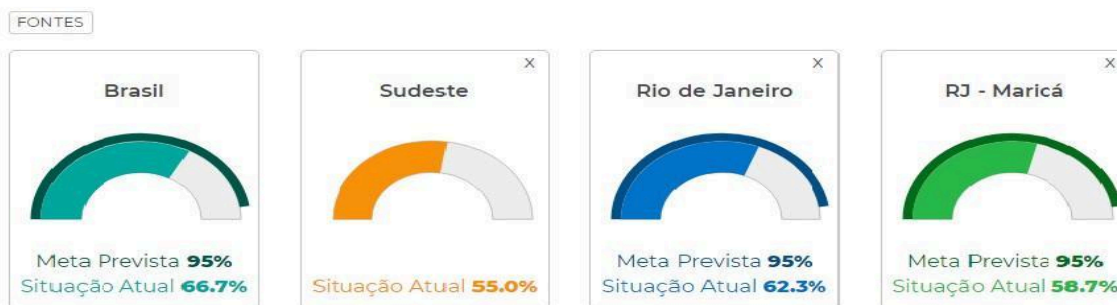 FONTES
X X X
Brasil Sudeste Rio de Janeiro RJ - Maricá
Meta Prevista 95% Meta Prevista 95% Meta Prevista 95%
Situação Atual 66.7% Situação Atual 55.0% Situação Atual 62.3% Situação Atual 58.7%